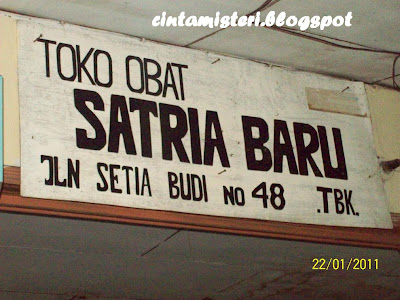 cintamisteri.blogspot
TOKO OBAT
SATRIA BARU
JLN SETIA BUDI NO 48 .TBK.
22/01/2011